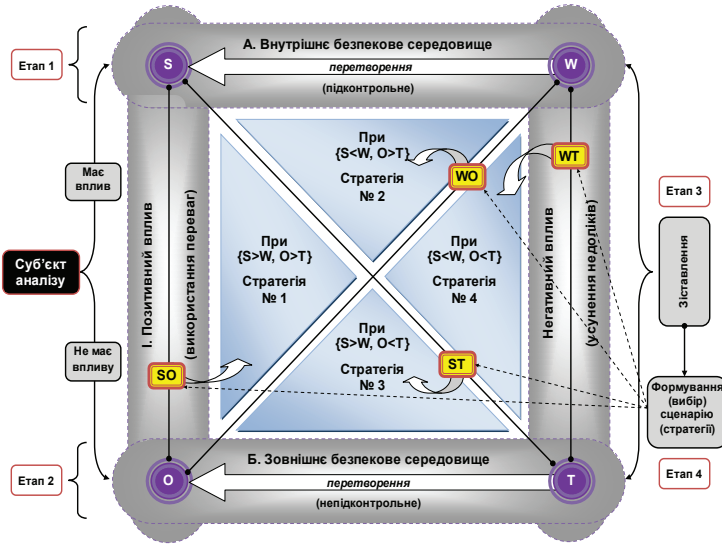 А. Внутрішнє безпекове середовище
S
W
Етап 1
перетворення
(підконтрольне)
При
{S<W, O>T}
Стратегія
№ 2
WO
WT
Має
вплив
Етап 3
Суб’єкт
аналізу
І. Позитивний вплив
(використання переваг)
При
{S>W, O>T}
Стратегія
№ 1
При
{S<W, O<T}
Стратегія
№ 4
Негативний вплив
(усунення недоліків)
Зіставлення
Не має
впливу
При
{S>W, O<T}
Стратегія
№ 3
SO
ST
Формування
(вибір)
сценарію
(стратегії)
Б. Зовнішнє безпекове середовище
Етап 2
O
перетворення
T
Етап 4
(непідконтрольне)